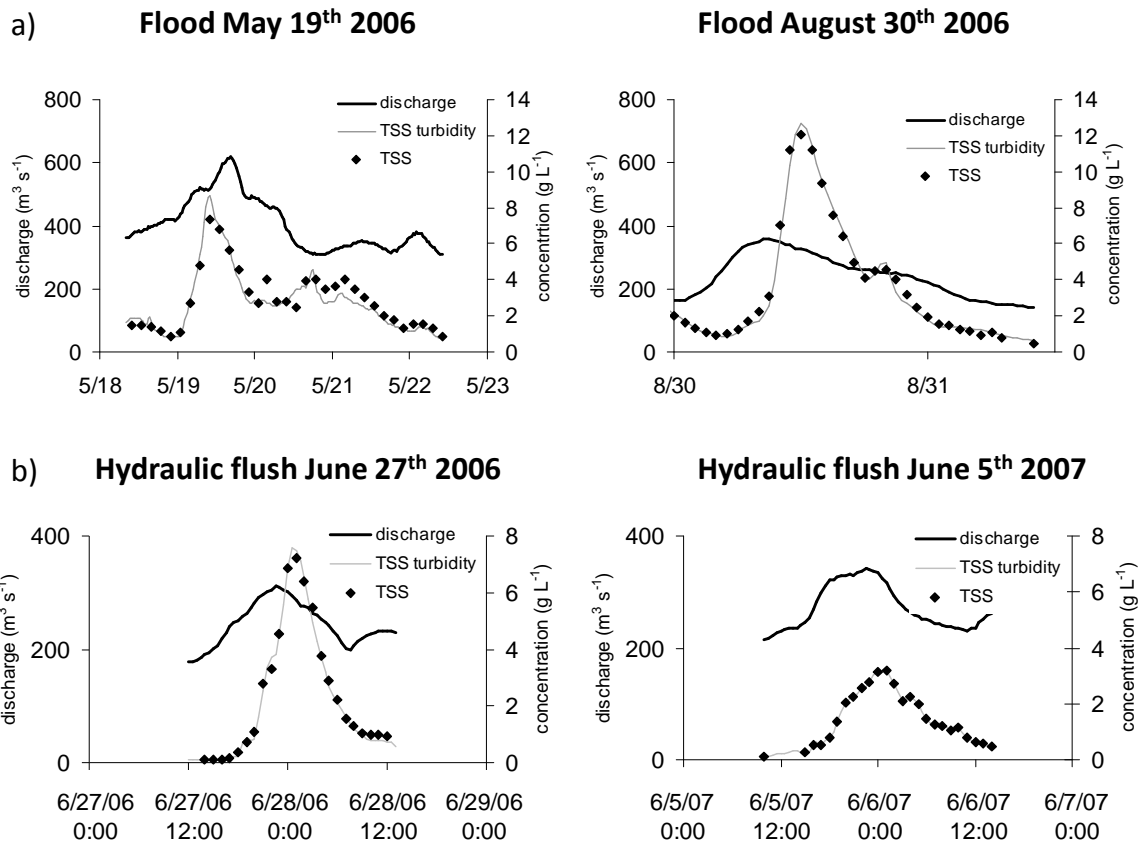 a)
Flood May 19th 2006
Flood August 30th 2006
800
600
400
200
0
discharge (m³ s⁻¹)
14
12
10
8
6
4
2
0
concentrtion (g L⁻¹)
5/18
5/19
5/20
5/21
5/22
5/23
discharge
TSS turbidity
TSS
800
600
400
200
0
discharge (m³ s⁻¹)
14
12
10
8
6
4
2
0
concentration (g L⁻¹)
8/30
8/31
discharge
TSS turbidity
TSS
b)
Hydraulic flush June 27th 2006
Hydraulic flush June 5th 2007
400
200
0
discharge (m³ s⁻¹)
8
6
4
2
0
concentration (g L⁻¹)
6/27/06 0:00
6/27/06 12:00
6/28/06 0:00
6/28/06 12:00
6/29/06 0:00
discharge
TSS turbidity
TSS
400
200
0
discharge (m³ s⁻¹)
8
6
4
2
0
concentration (g L⁻¹)
6/5/07 0:00
6/5/07 12:00
6/6/07 0:00
6/6/07 12:00
6/7/07 0:00
discharge
TSS turbidity
TSS